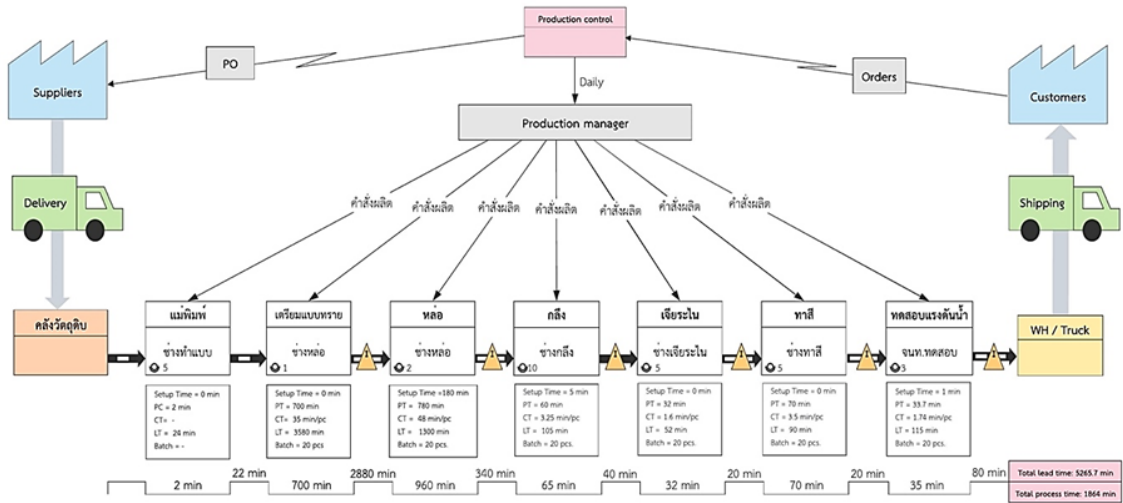 Production control
PO
Orders
Suppliers
Customers
Daily
Production manager
Delivery
Shipping
คำสั่งผลิต
คำสั่งผลิต
คำสั่งผลิต
คำสั่งผลิต
คำสั่งผลิต
คำสั่งผลิต
คำสั่งผลิต
คลังวัตถุดิบ
แม่พิมพ์
ช่างทำแบบ
5
เตรียมแบบทราย
ช่างหล่อ
1
I
หล่อ
ช่างหล่อ
2
I
กลึง
ช่างกลึง
10
I
เจียระไน
ช่างเจียระไน
5
I
ทาสี
ช่างทาสี
5
I
ทดสอบแรงดันน้ำ
จนท.ทดสอบ
3
I
WH / Truck
Setup Time = 0 min
PC = 2 min
CT= -
LT = 24 min
Batch = -
Setup Time = 0 min
PT = 700 min
CT = 35 min/pc
LT = 3580 min
Batch = 20 pcs
Setup Time =180 min
PT = 780 min
CT = 48 min/pc
LT = 1300 min
Batch = 20 pcs
Setup Time = 5 min
PT = 60 min
CT = 3.25 min/pc
LT = 105 min
Batch = 20 pcs.
Setup Time = 0 min
PT = 32 min
CT = 1.6 min/pc
LT = 52 min
Batch = 20 pcs.
Setup Time = 0 min
PT = 70 min
CT = 3.5 min/pc
LT = 90 min
Batch = 20 pcs.
Setup Time = 1 min
PT = 33.7 min
CT = 1.74 min/pc
LT = 115 min
Batch = 20 pcs.
22 min
2880 min
340 min
40 min
20 min
20 min
80 min
2 min
700 min
960 min
65 min
32 min
70 min
35 min
Total lead time: 5265.7 min
Total process time: 1864 min